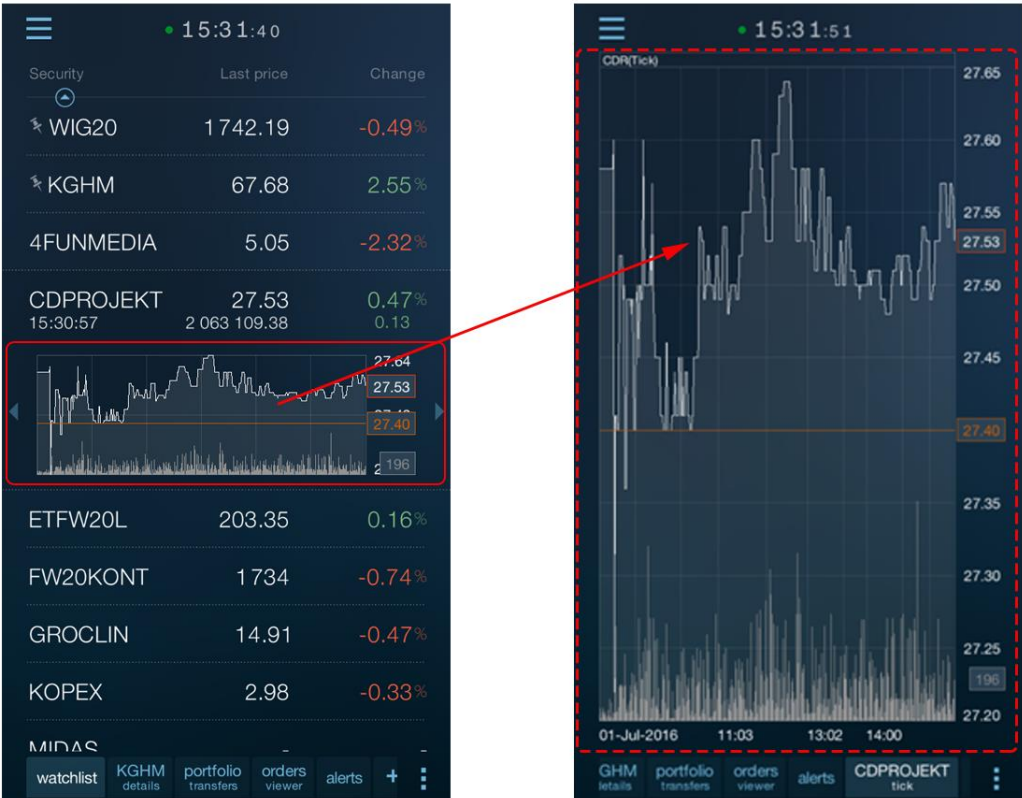 15:31:40
Security Last price Change
WIG20 1742.19 -0.49%
KGHM 67.68 2.55%
4FUNMEDIA 5.05 -2.32%
CDPROJEKT 27.53 0.47%
15:30:57 2 063 109.38 0.13
27.64
27.53
27.40
196
ETFW20L 203.35 0.16%
FW20KONT 1734 -0.74%
GROCLIN 14.91 -0.47%
KOPEX 2.98 -0.33%
MIDAS - -
watchlist KGHM portfolio orders alerts +
details transfers viewer
15:31:51
CDR(Tick)
27.65
27.60
27.55
27.53
27.50
27.45
27.40
27.35
27.30
27.25
196
27.20
01-Jul-2016 11:03 13:02 14:00
GHM portfolio orders alerts CDPROJEKT
letails transfers viewer tick